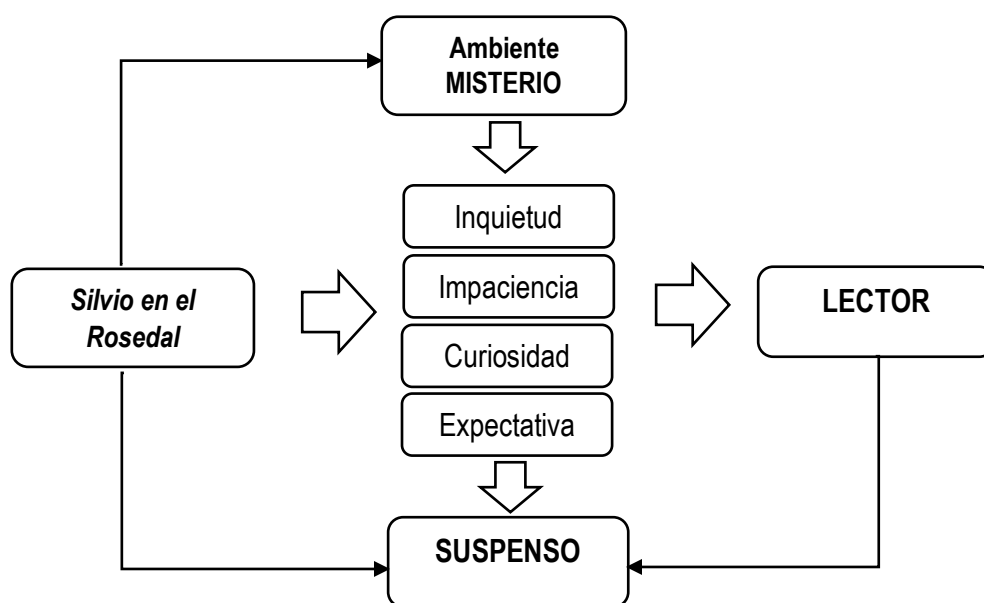 Ambiente
MISTERIO
Inquietud
Silvio en el
Rosedal
Impaciencia
LECTOR
Curiosidad
Expectativa
SUSPENSO